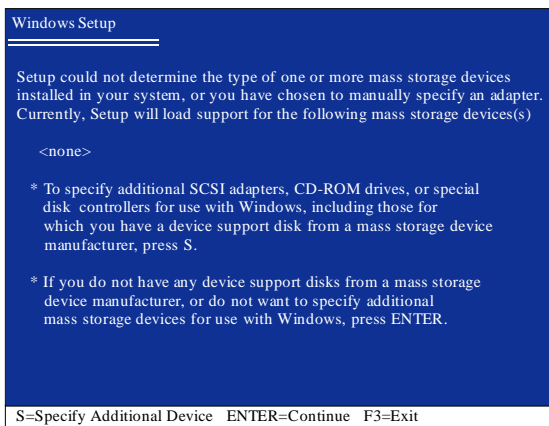 Windows Setup
Setup could not determine the type of one or more mass storage devices
installed in your system, or you have chosen to manually specify an adapter.
Currently, Setup will load support for the following mass storage devices(s)
<none>
* To specify additional SCSI adapters, CD-ROM drives, or special
disk controllers for use with Windows, including those for
which you have a device support disk from a mass storage device
manufacturer, press S.
* If you do not have any device support disks from a mass storage
device manufacturer, or do not want to specify additional
mass storage devices for use with Windows, press ENTER.
S=Specify Additional Device ENTER=Continue F3=Exit